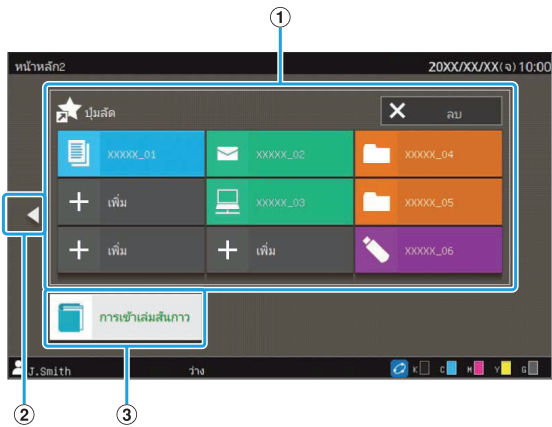 ①
หน้าหลัก2 20XX/XX/XX(จ)10:00
ปุ่มลัด ลบ
XXXXX_01 XXXXX_02 XXXXX_04
เพิ่ม XXXXX_03 XXXXX_05
เพิ่ม เพิ่ม XXXXX_06
การเข้าเล่มสันกาว
J.Smith ว่าง K C M Y G
② ③